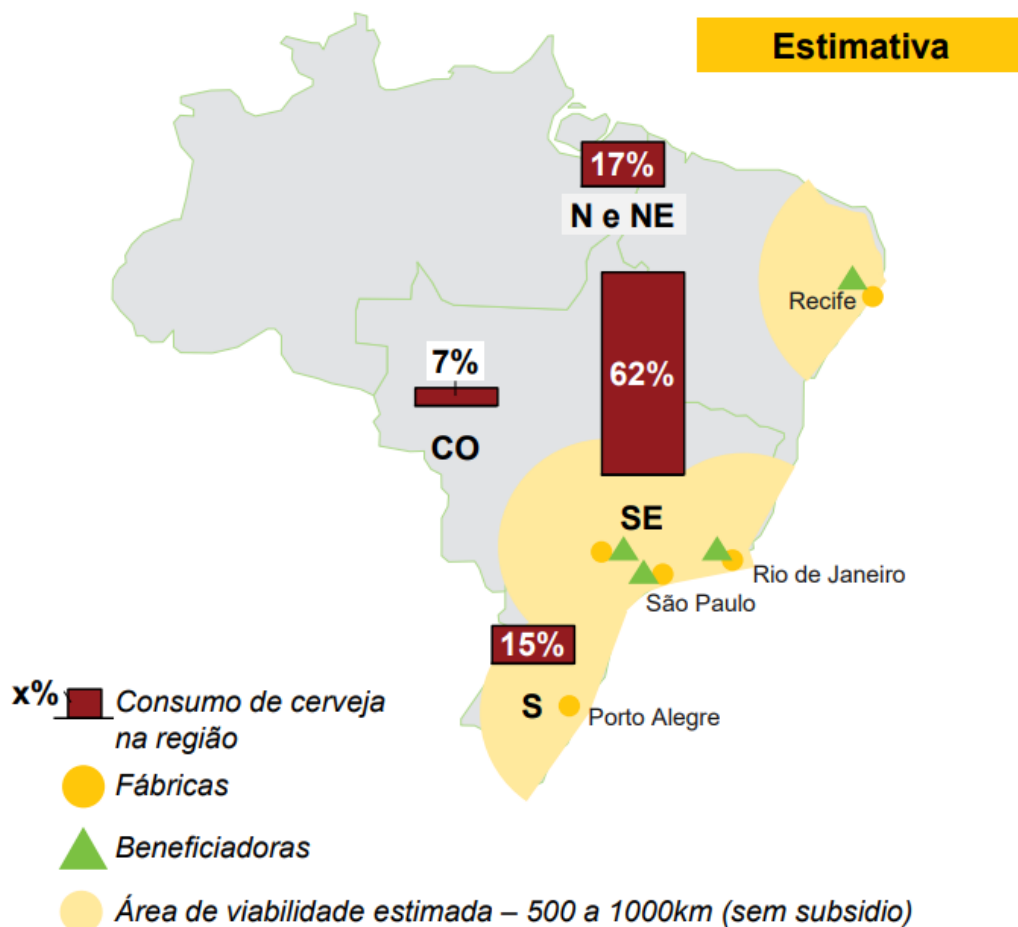 Estimativa
17%
N e NE
Recife
7%
62%
CO
SE
Rio de Janeiro
São Paulo
15%
S
Porto Alegre
x%
Consumo de cerveja
na região
Fábricas
Beneficiadoras
Área de viabilidade estimada – 500 a 1000km (sem subsidio)